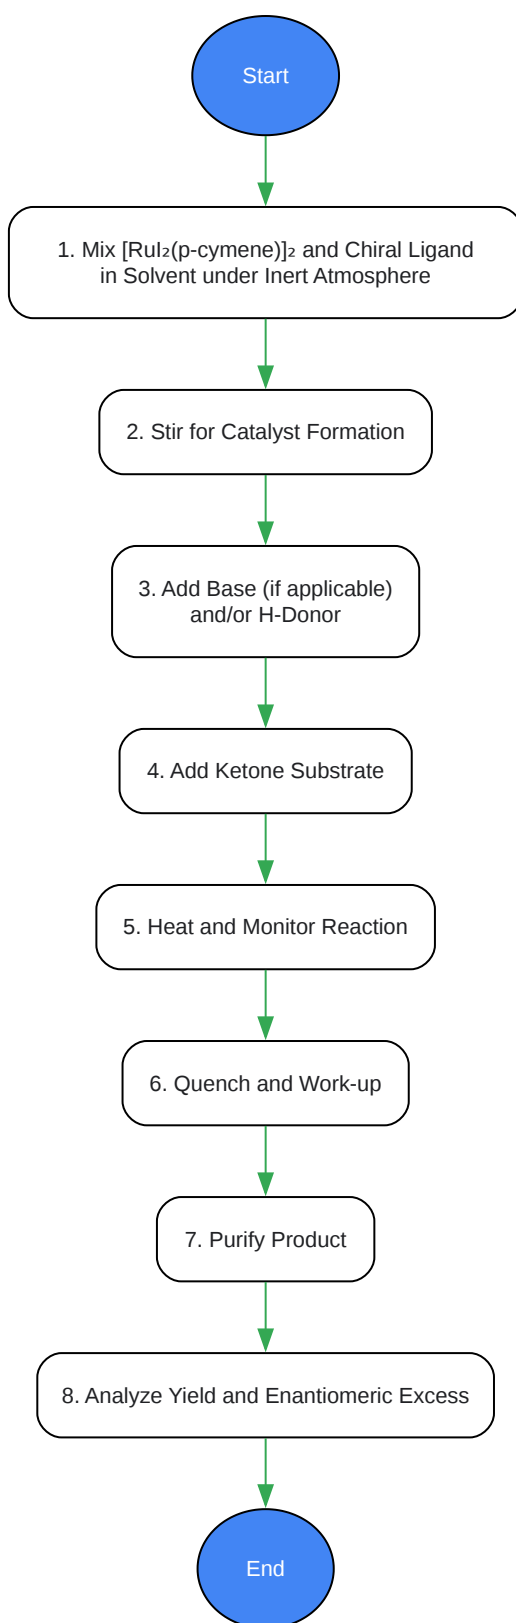 Start
1. Mix [RuI₂(p-cymene)]₂ and Chiral Ligand
in Solvent under Inert Atmosphere
2. Stir for Catalyst Formation
3. Add Base (if applicable)
and/or H-Donor
4. Add Ketone Substrate
5. Heat and Monitor Reaction
6. Quench and Work-up
7. Purify Product
8. Analyze Yield and Enantiomeric Excess
End